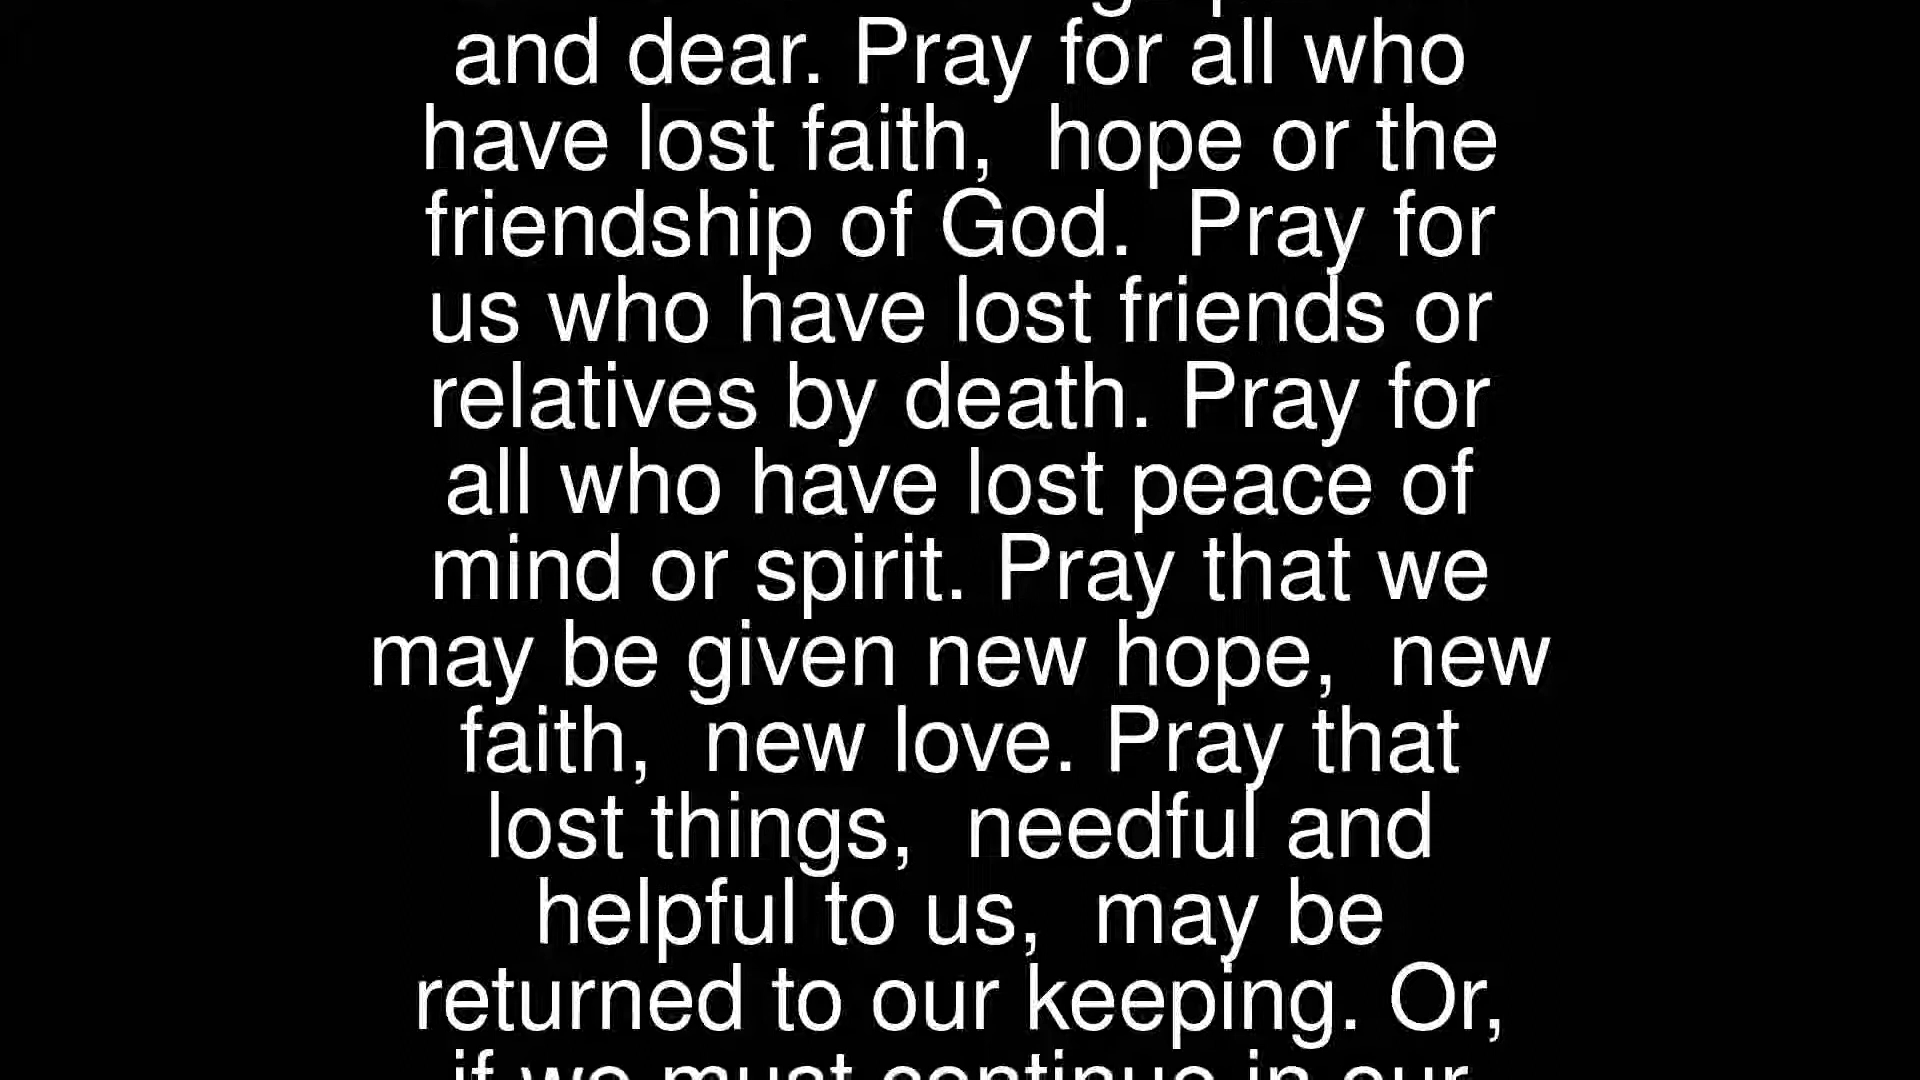 and dear. Pray for all who
have lost faith,  hope or the
friendship of God.  Pray for
us who have lost friends or
relatives by death. Pray for
all who have lost peace of
mind or spirit. Pray that we
may be given new hope,  new
faith,  new love. Pray that
lost things,  needful and
helpful to us,  may be
returned to our keeping. Or,
if we must continue in our